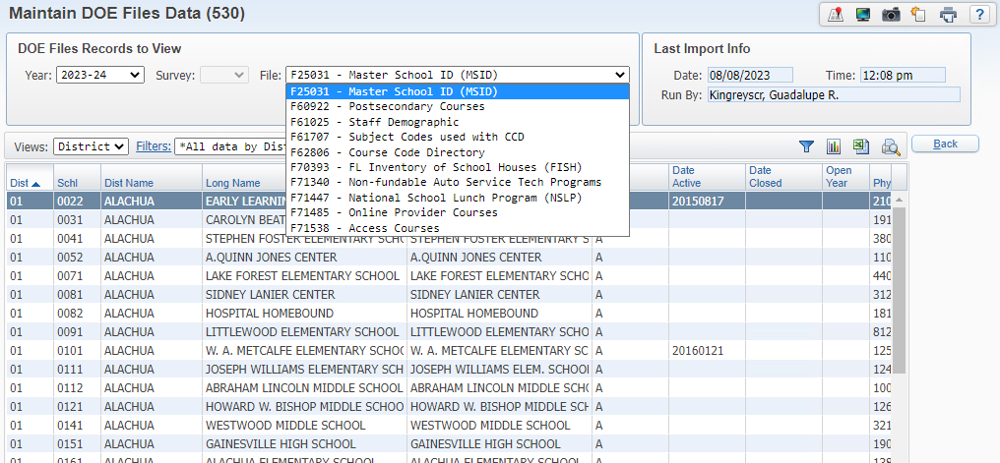 Maintain DOE Files Data (530)
?
DOE Files Records to View
Year: 2023-24 Survey: File: F25031 - Master School ID (MSID)
F25031 - Master School ID (MSID)
F60922 - Postsecondary Courses
F61025 - Staff Demographic
F61707 - Subject Codes used with CCD
F62806 - Course Code Directory
F70393 - FL Inventory of School Houses (FISH)
F71340 - Non-fundable Auto Service Tech Programs
F71447 - National School Lunch Program (NSLP)
F71485 - Online Provider Courses
F71538 - Access Courses
Last Import Info
Date: 08/08/2023 Time: 12:08 pm
Run By: Kingreyscr, Guadalupe R.
Views: District Filters: *All data by Dist
Back
Dist Schl Dist Name Long Name Date Active Date Closed Open Year Phy
01 0022 ALACHUA EARLY LEARNIN 20150817 210
01 0031 ALACHUA CAROLYN BEAT 191
01 0041 ALACHUA STEPHEN FOSTER ELEMENTARY SCHO STEPHEN FOSTER ELEMENTARY SCHO A 380
01 0052 ALACHUA A.QUINN JONES CENTER A.QUINN JONES CENTER A 110
01 0071 ALACHUA LAKE FOREST ELEMENTARY SCHOOL LAKE FOREST ELEMENTARY SCHO A 440
01 0081 ALACHUA SIDNEY LANIER CENTER SIDNEY LANIER CENTER A 312
01 0082 ALACHUA HOSPITAL HOMEBOUND HOSPITAL HOMEBOUND A 181
01 0091 ALACHUA LITTLEWOOD ELEMENTARY SCHOOL LITTLEWOOD ELEMENTARY SCHOO A 812
01 0101 ALACHUA W. A. METCALFE ELEMENTARY SCHO W. A. METCALFE ELEMENTARY SC A 20160121 125
01 0111 ALACHUA JOSEPH WILLIAMS ELEMENTARY SCH JOSEPH WILLIAMS ELEM. SCHOOL A 124
01 0112 ALACHUA ABRAHAM LINCOLN MIDDLE SCHOOL ABRAHAM LINCOLN MIDDLE SCHO A 100
01 0121 ALACHUA HOWARD W. BISHOP MIDDLE SCHOO HOWARD W. BISHOP MIDDLE SCHO A 126
01 0141 ALACHUA WESTWOOD MIDDLE SCHOOL WESTWOOD MIDDLE SCHOOL A 321
01 0151 ALACHUA GAINESVILLE HIGH SCHOOL GAINESVILLE HIGH SCHOOL A 190
01 0161 ALACHUA ALACHUA ELEMENTARY SCHOOL ALACHUA ELEMENTARY SCHOOL A